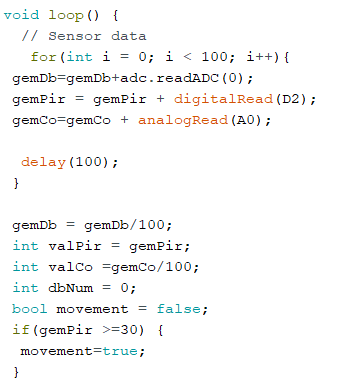 void loop() {
// Sensor data
for(int i = 0; i < 100; i++){
gemDb=gemDb+adc.readADC(0);
gemPir = gemPir + digitalRead(D2);
gemCo=gemCo + analogRead(A0);
delay(100);
}
gemDb = gemDb/100;
int valPir = gemPir;
int valCo =gemCo/100;
int dbNum = 0;
bool movement = false;
if(gemPir >=30) {
movement=true;
}